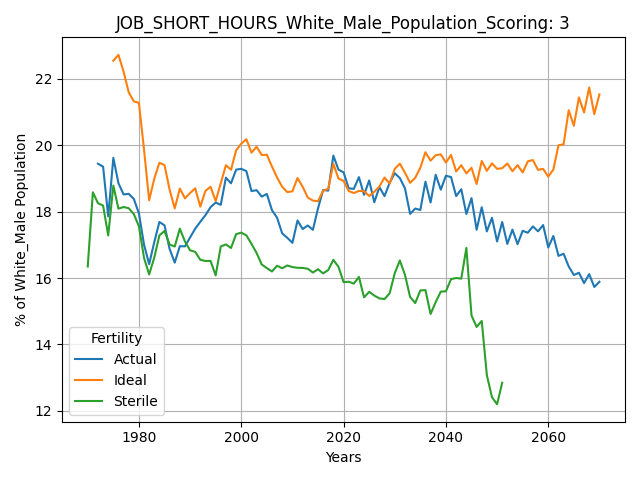 JOB_SHORT_HOURS_White_Male_Population_Scoring: 3
% of White_Male Population
22
20
18
16
14
12
Fertility
Actual
Ideal
Sterile
1980 2000 2020 2040 2060
Years